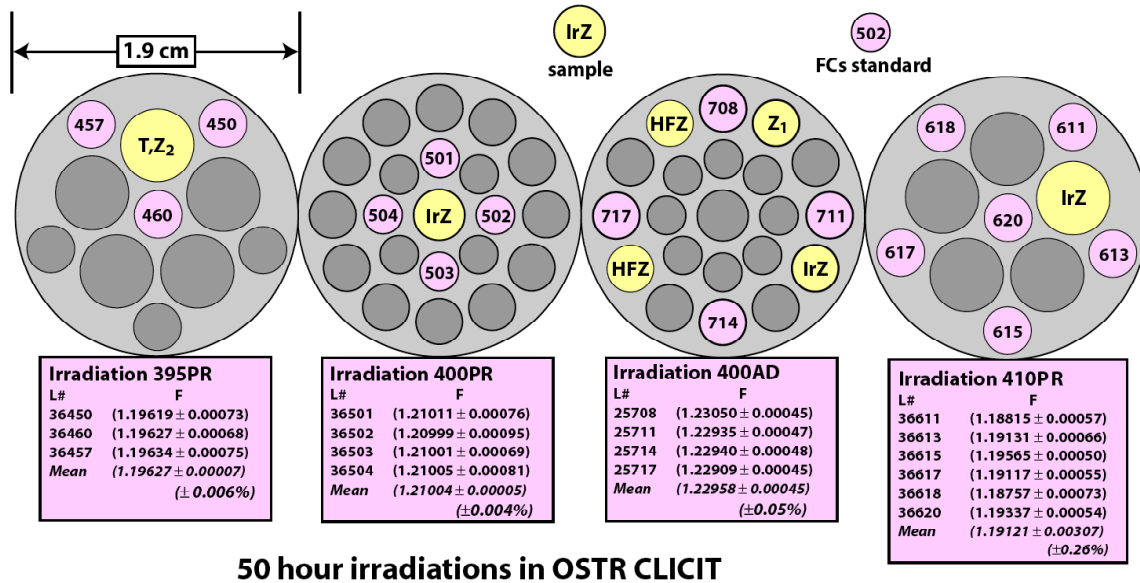 1.9 cm
IrZ
sample
502
FCs standard
457
T,Z₂
450
460
501
504
IrZ
502
503
HFZ
708
Z₁
717
711
HFZ
IrZ
714
618
611
IrZ
620
617
613
615
Irradiation 395PR
L# F
36450 (1.19619 ± 0.00073)
36460 (1.19627 ± 0.00068)
36457 (1.19634 ± 0.00075)
Mean (1.19627 ± 0.00007)
(± 0.006%)
Irradiation 400PR
L# F
36501 (1.21011 ± 0.00076)
36502 (1.20999 ± 0.00095)
36503 (1.21001 ± 0.00069)
36504 (1.21005 ± 0.00081)
Mean (1.21004 ± 0.00005)
(±0.004%)
Irradiation 400AD
L# F
25708 (1.23050 ± 0.00045)
25711 (1.22935 ± 0.00047)
25714 (1.22940 ± 0.00048)
25717 (1.22909 ± 0.00045)
Mean (1.22958 ± 0.00045)
(±0.05%)
Irradiation 410PR
L# F
36611 (1.18815 ± 0.00057)
36613 (1.19131 ± 0.00066)
36615 (1.19565 ± 0.00050)
36617 (1.19117 ± 0.00055)
36618 (1.18757 ± 0.00073)
36620 (1.19337 ± 0.00054)
Mean (1.19121 ± 0.00307)
(±0.26%)
50 hour irradiations in OSTR CLICIT